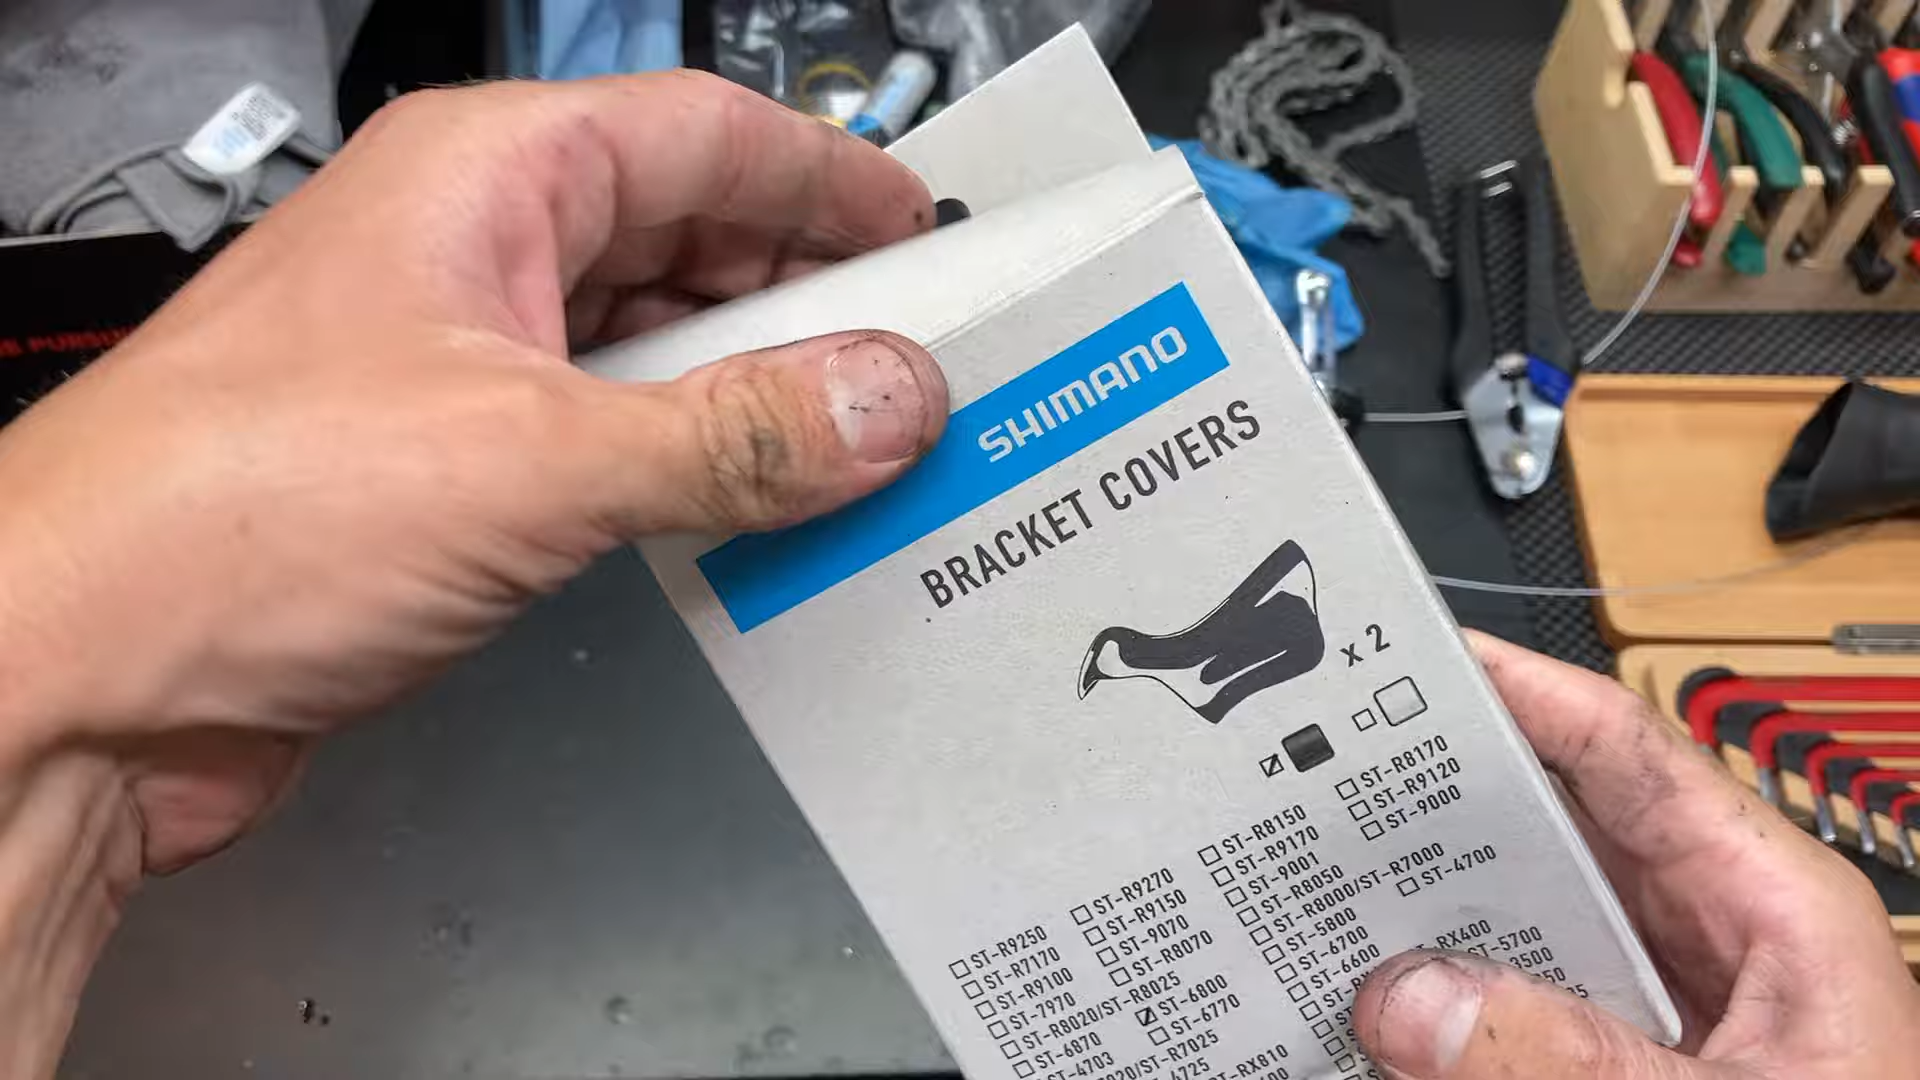 SHIMANO
BRACKET COVERS
x 2
ST-R9250
ST-R9270
ST-R8150
ST-R8170
ST-R7170
ST-R9150
ST-R9170
ST-R9120
ST-R9100
ST-9070
ST-9001
ST-9000
ST-7970
ST-R8070
ST-R8050
ST-R8020/ST-R8025
ST-R8000/ST-R7000
ST-6870
ST-6800
ST-5800
ST-4700
ST-4703
ST-6770
ST-6700
ST-6600
ST-5700